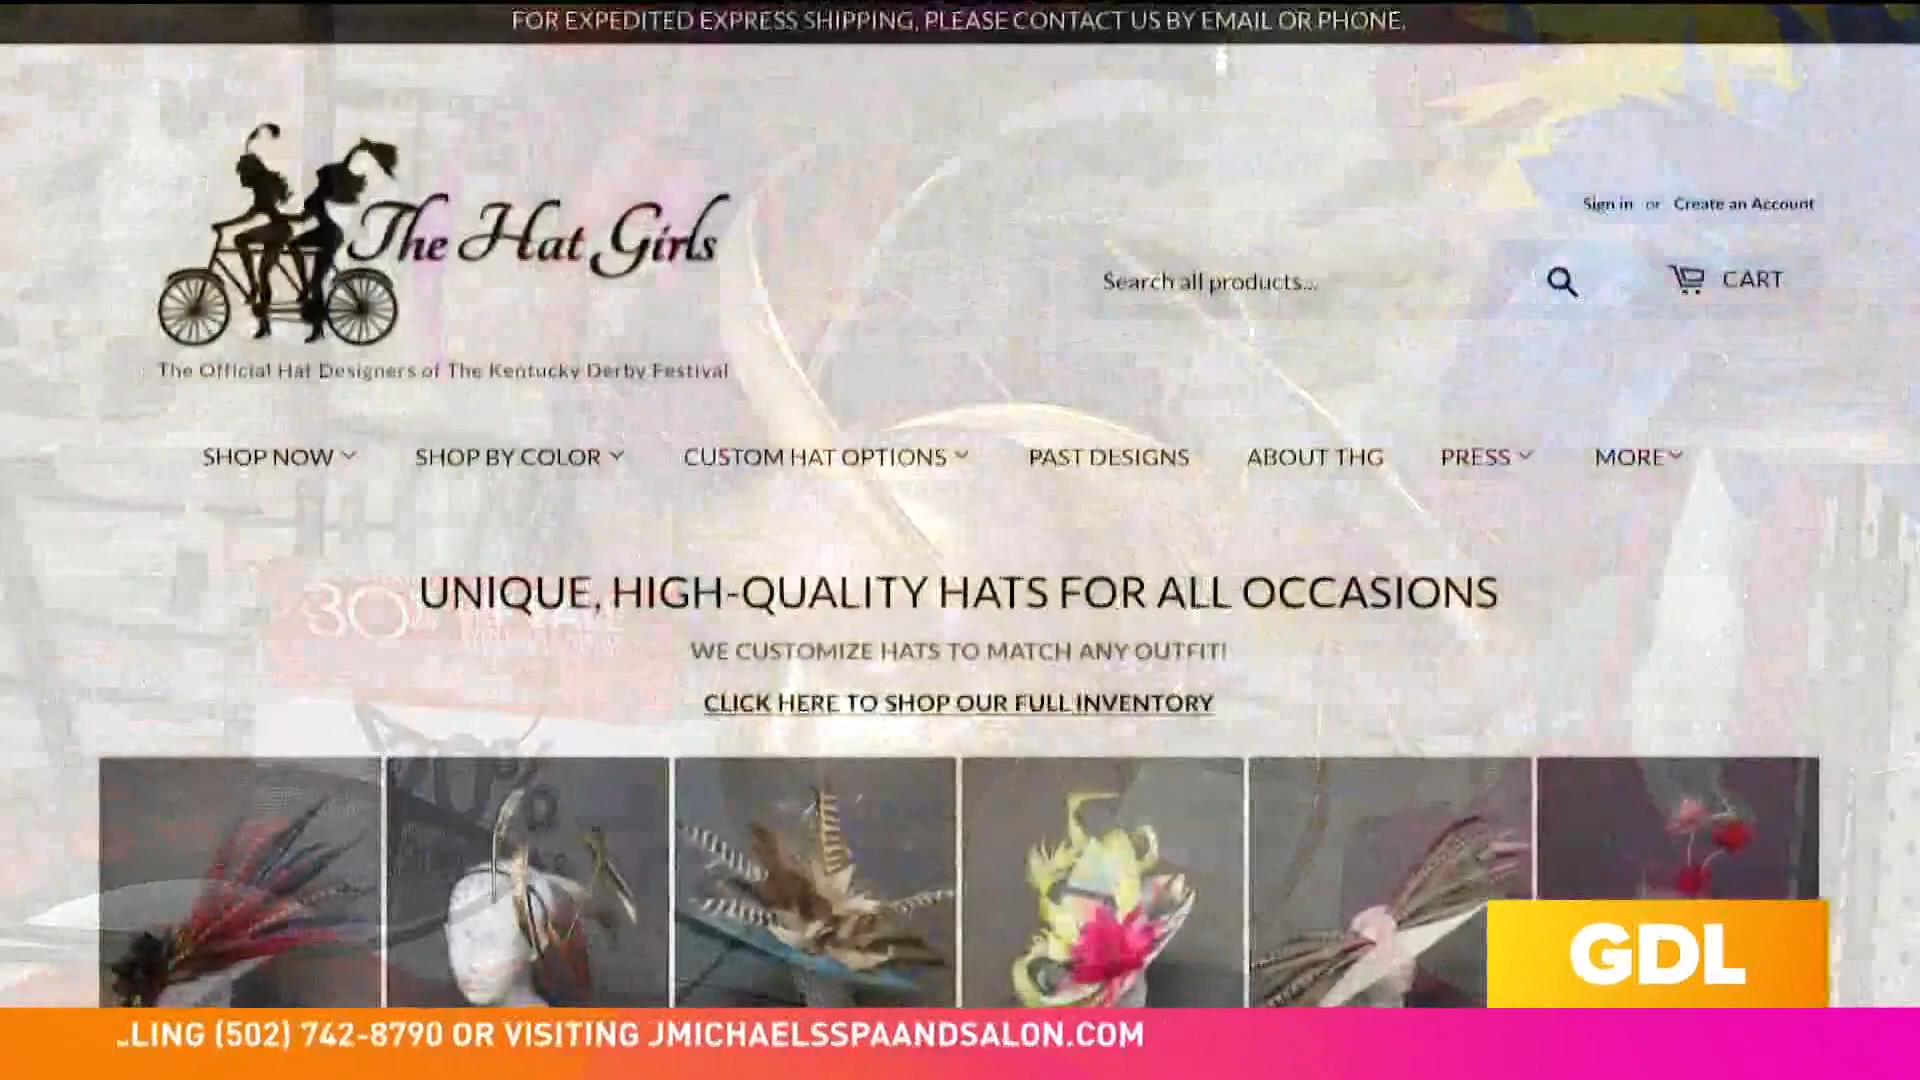 FOR EXPEDITED EXPRESS SHIPPING, PLEASE CONTACT US BY EMAIL OR PHONE.
The Hat Girls
The Official Hat Designers of The Kentucky Derby Festival
Sign in or Create an Account
Search all products...
CART
SHOP NOW SHOP BY COLOR CUSTOM HAT OPTIONS PAST DESIGNS ABOUT THG PRESS MORE
UNIQUE, HIGH-QUALITY HATS FOR ALL OCCASIONS
30%
WE CUSTOMIZE HATS TO MATCH ANY OUTFIT!
CLICK HERE TO SHOP OUR FULL INVENTORY
GDL
..LING (502) 742-8790 OR VISITING JMICHAELSSPAANDSALON.COM